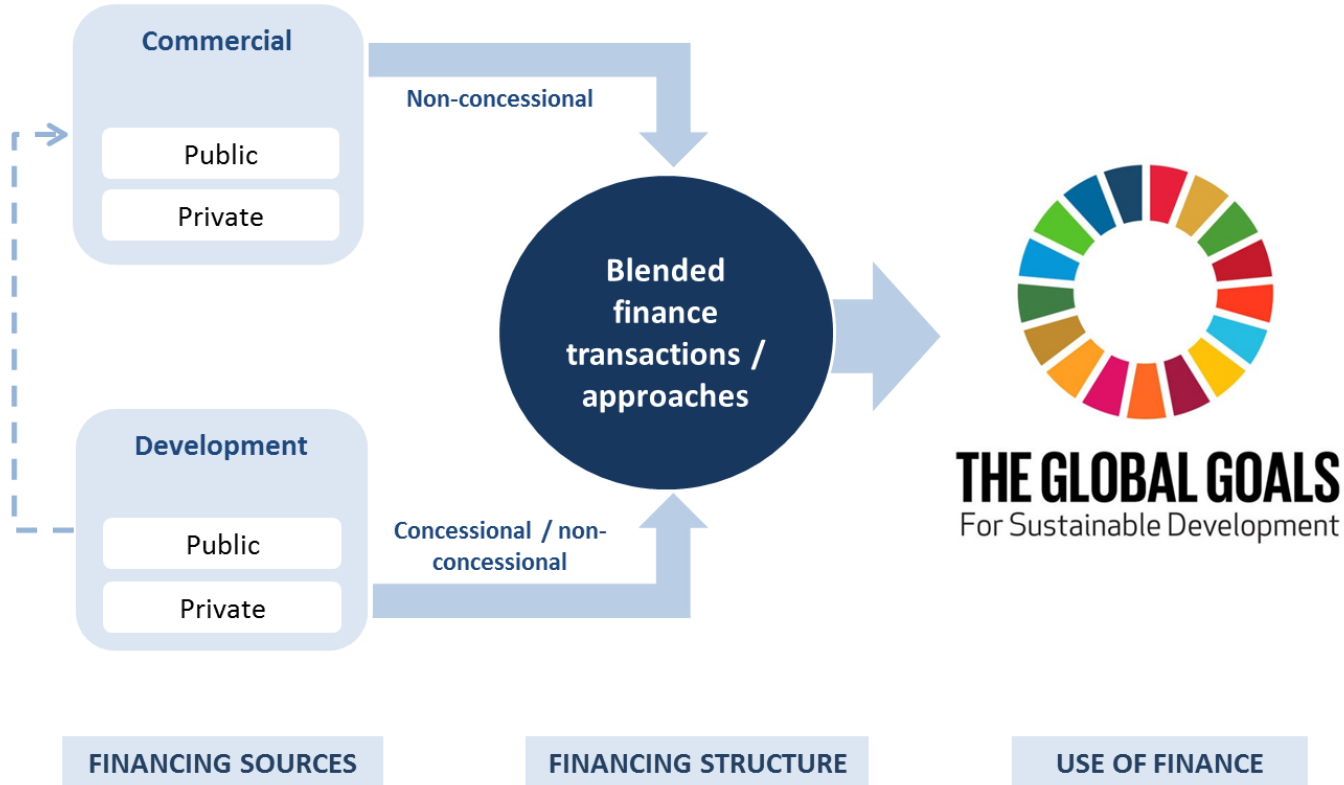 Commercial
Public
Private
Non-concessional
Blended
finance
transactions /
approaches
Development
Public
Private
Concessional / non-
concessional
THE GLOBAL GOALS
For Sustainable Development
FINANCING SOURCES
FINANCING STRUCTURE
USE OF FINANCE